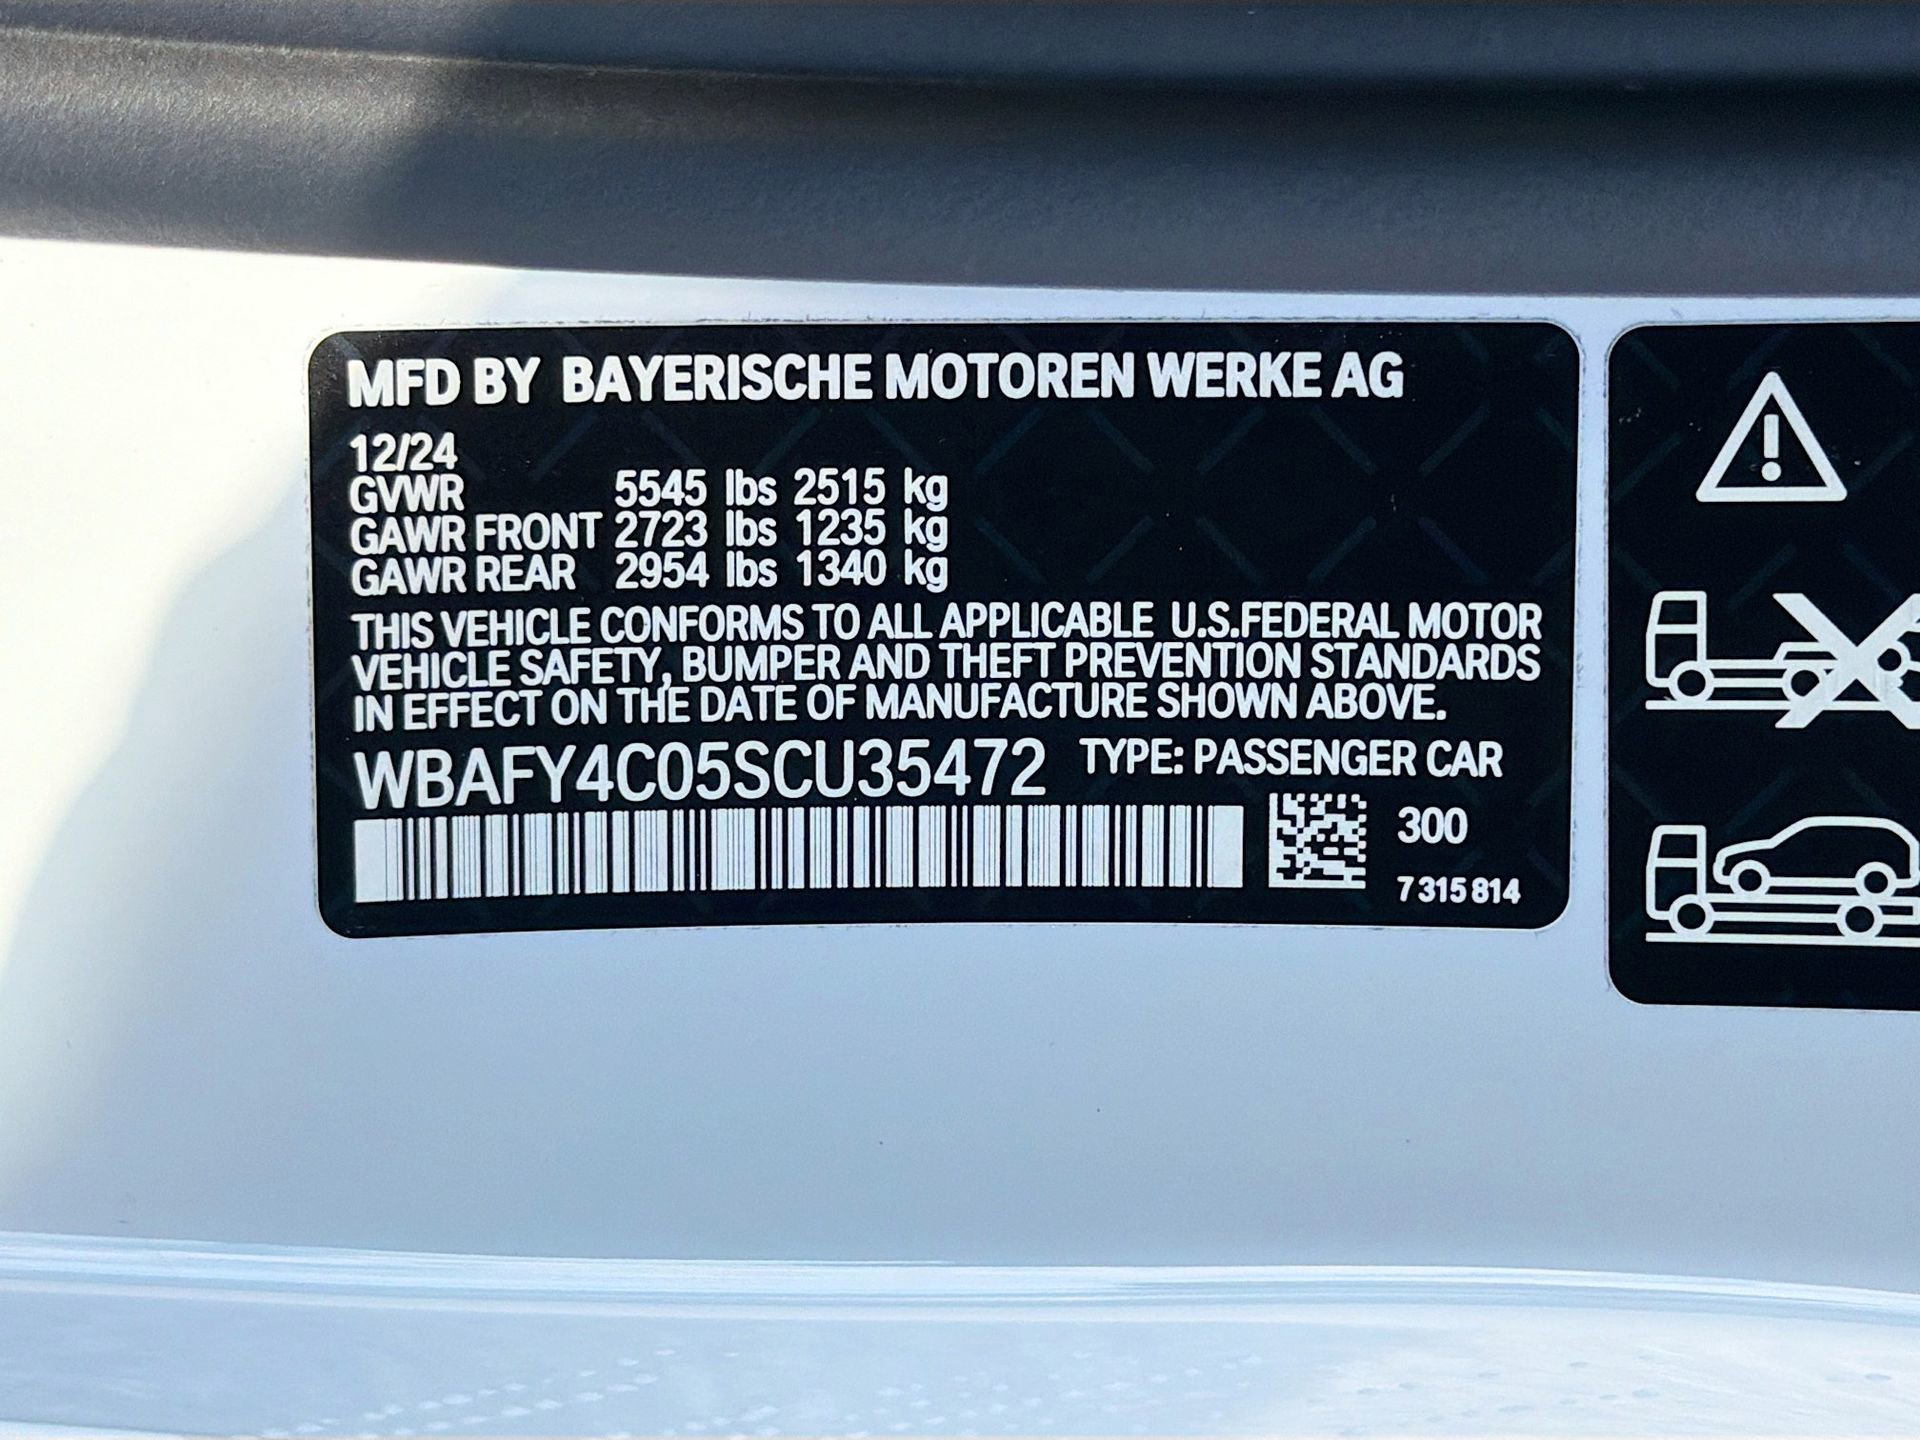 MFD BY BAYERISCHE MOTOREN WERKE AG
12/24
GVWR 5545 lbs 2515 kg
GAWR FRONT 2723 lbs 1235 kg
GAWR REAR 2954 lbs 1340 kg
THIS VEHICLE CONFORMS TO ALL APPLICABLE U.S.FEDERAL MOTOR
VEHICLE SAFETY, BUMPER AND THEFT PREVENTION STANDARDS
IN EFFECT ON THE DATE OF MANUFACTURE SHOWN ABOVE.
WBAFY4C05SCU35472 TYPE: PASSENGER CAR
300
7 315 814